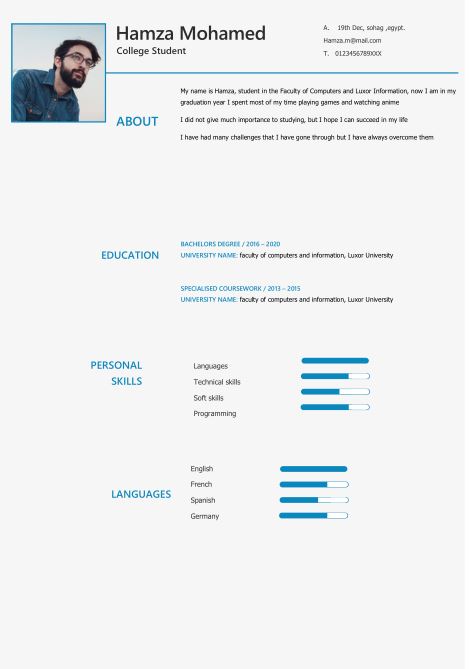 Hamza Mohamed
College Student
A. 19th Dec, sohag ,egypt.
Hamza.m@mail.com
T. 0123456789XXX
ABOUT
My name is Hamza, student in the Faculty of Computers and Luxor Information, now I am in my
graduation year I spent most of my time playing games and watching anime
I did not give much importance to studying, but I hope I can succeed in my life
I have had many challenges that I have gone through but I have always overcome them
EDUCATION
BACHELORS DEGREE / 2016 – 2020
UNIVERSITY NAME: faculty of computers and information, Luxor University
SPECIALISED COURSEWORK / 2013 – 2015
UNIVERSITY NAME: faculty of computers and information, Luxor University
PERSONAL
SKILLS
Languages
Technical skills
Soft skills
Programming
LANGUAGES
English
French
Spanish
Germany